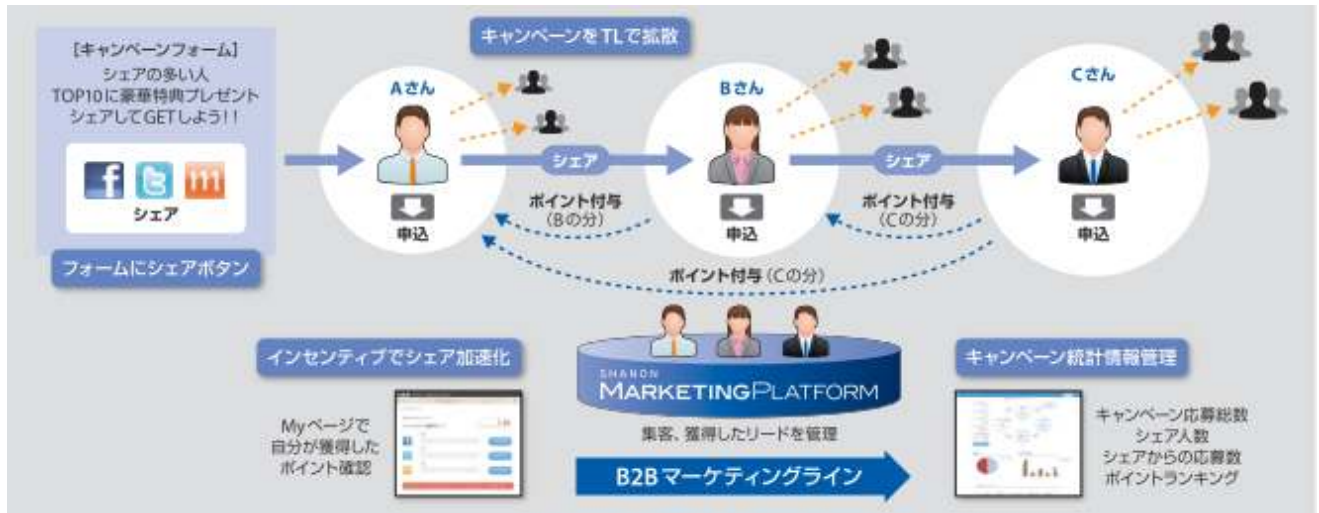 キャンペーンをTLで拡散
[キャンペーンフォーム]
シェアの多い人
TOP10に豪華特典プレゼント
シェアしてGETしよう!!
シェア
フォームにシェアボタン
Aさん
申込
シェア
ポイント付与
(Bの分)
Bさん
申込
シェア
ポイント付与
(Cの分)
Cさん
申込
ポイント付与(Cの分)
インセンティブでシェア加速化
Myページで
自分が獲得した
ポイント確認
SHANON
MARKETINGPLATFORM
集客、獲得したリードを管理
B2Bマーケティングライン
キャンペーン統計情報管理
キャンペーン応募総数
シェア人数
シェアからの応募数
ポイントランキング